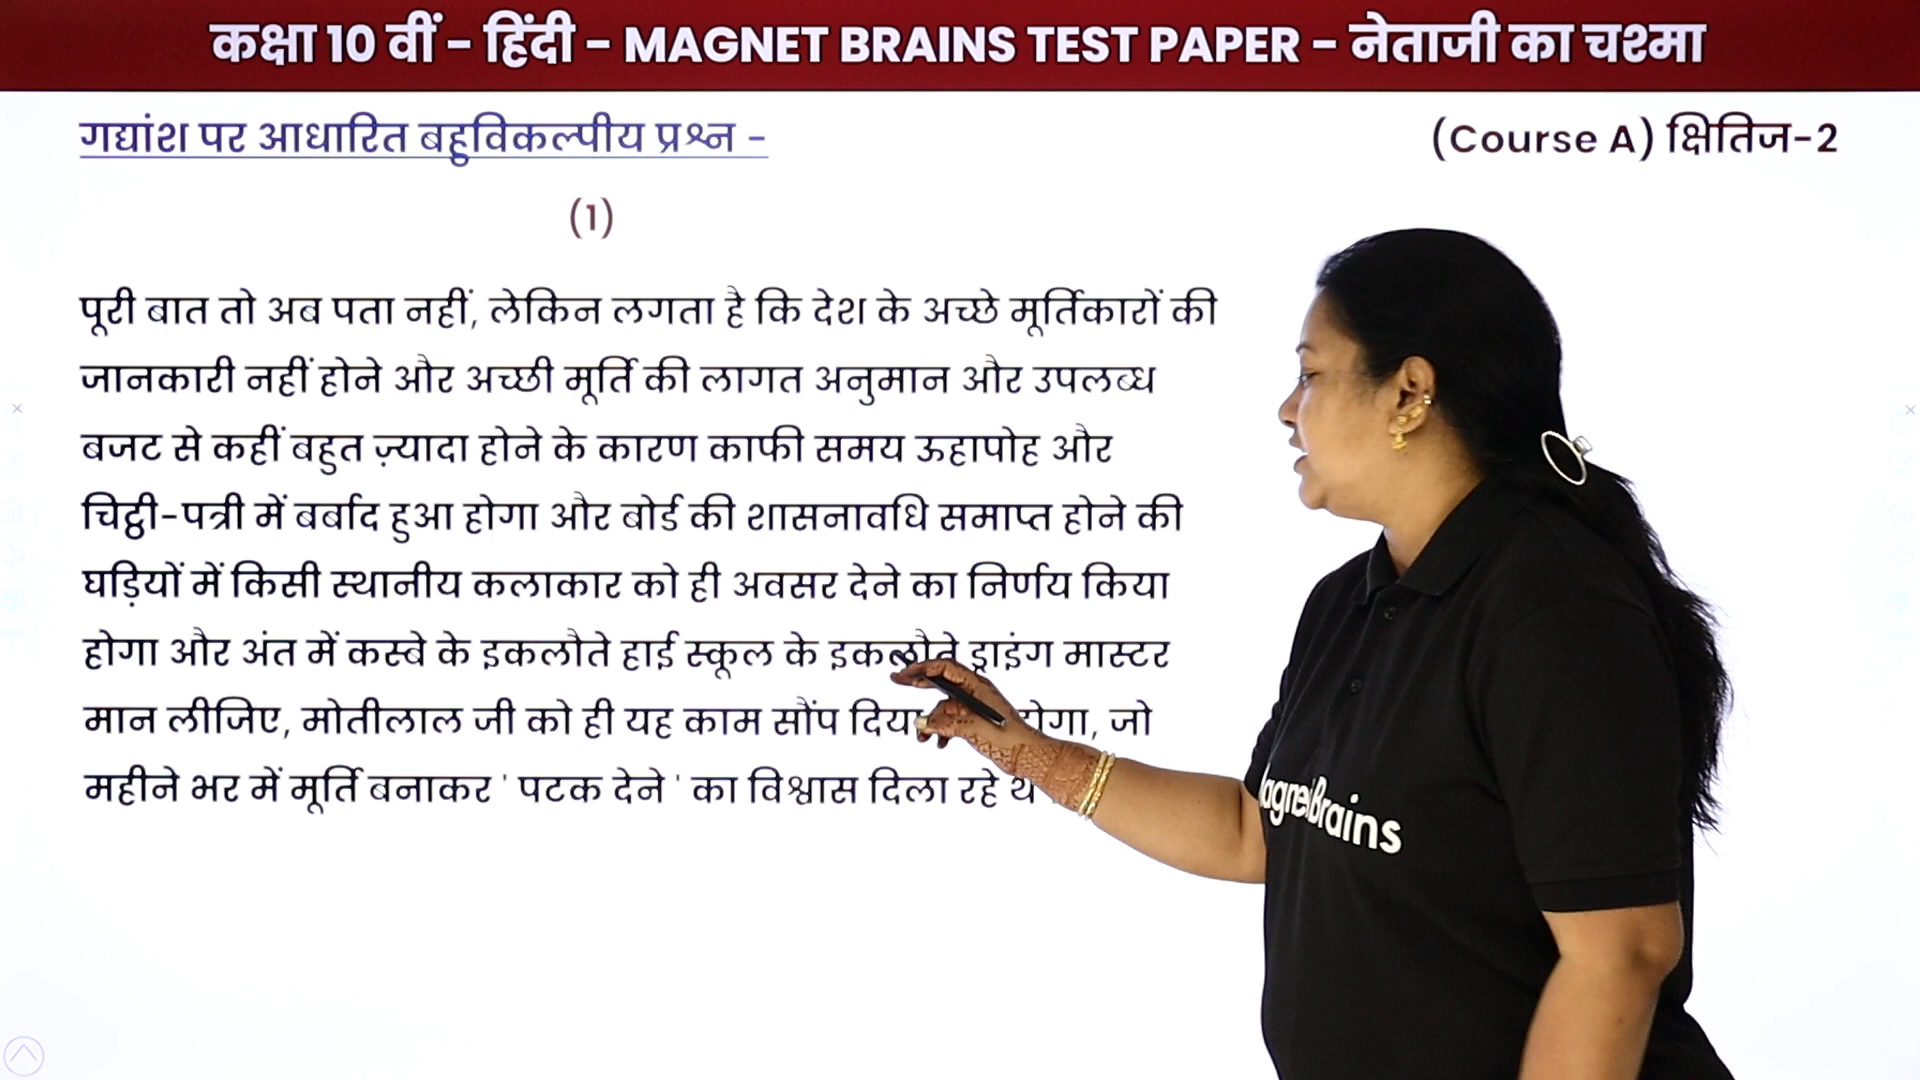 कक्षा 10 वीं - हिंदी - MAGNET BRAINS TEST PAPER - नेताजी का चश्मा
गद्यांश पर आधारित बहुविकल्पीय प्रश्न -
(Course A) क्षितिज-2
(1)
पूरी बात तो अब पता नहीं, लेकिन लगता है कि देश के अच्छे मूर्तिकारों की
जानकारी नहीं होने और अच्छी मूर्ति की लागत अनुमान और उपलब्ध
बजट से कहीं बहुत ज़्यादा होने के कारण काफी समय ऊहापोह और
चिट्ठी-पत्री में बर्बाद हुआ होगा और बोर्ड की शासनावधि समाप्त होने की
घड़ियों में किसी स्थानीय कलाकार को ही अवसर देने का निर्णय किया
होगा और अंत में कस्बे के इकलौते हाई स्कूल के इकलौते ड्राइंग मास्टर
मान लीजिए, मोतीलाल जी को ही यह काम सौंप दिया होगा, जो
महीने भर में मूर्ति बनाकर ' पटक देने ' का विश्वास दिला रहे थे
Magnet Brains